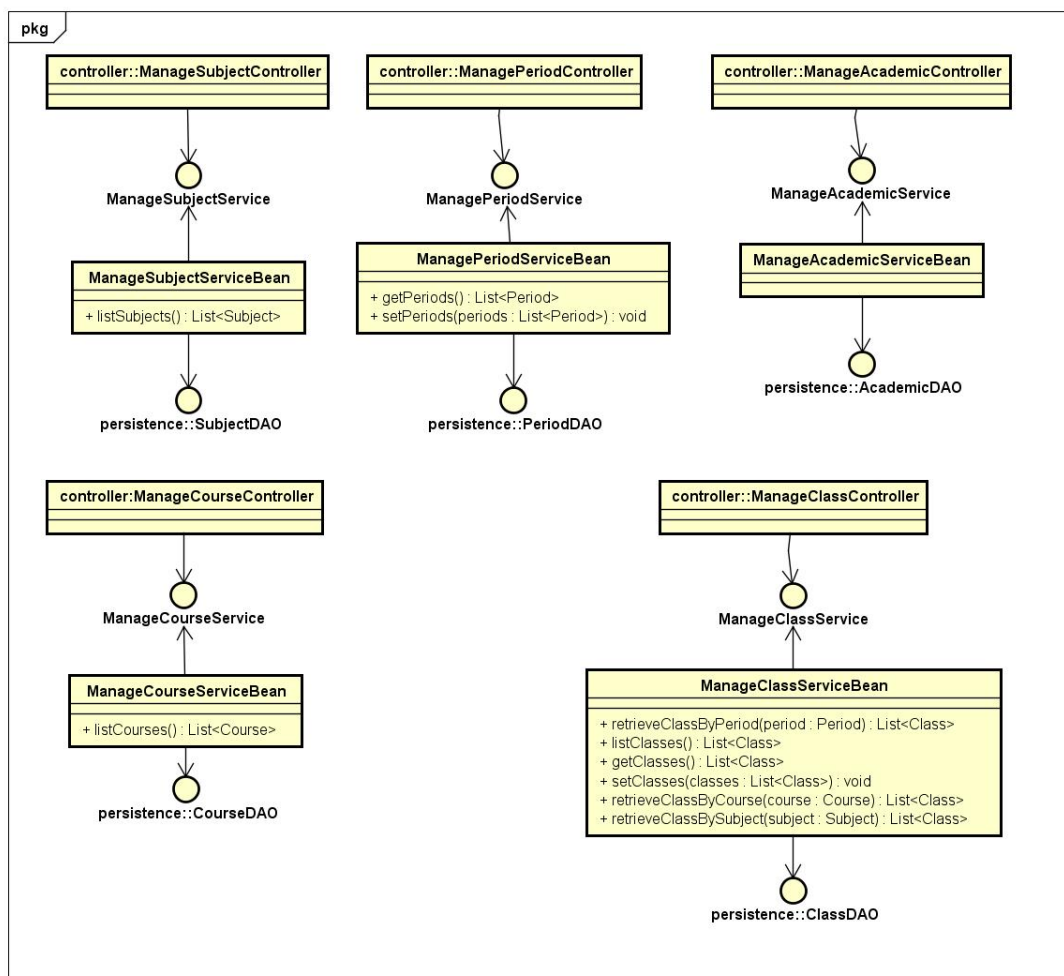 pkg
controller::ManageSubjectController
controller::ManagePeriodController
controller::ManageAcademicController
ManageSubjectService
ManagePeriodService
ManageAcademicService
ManageSubjectServiceBean
+ listSubjects() : List<Subject>
ManagePeriodServiceBean
+ getPeriods() : List<Period>
+ setPeriods(periods : List<Period>) : void
ManageAcademicServiceBean
persistence::SubjectDAO
persistence::PeriodDAO
persistence::AcademicDAO
controller:ManageCourseController
controller::ManageClassController
ManageCourseService
ManageClassService
ManageCourseServiceBean
+ listCourses() : List<Course>
ManageClassServiceBean
+ retrieveClassByPeriod(period : Period) : List<Class>
+ listClasses() : List<Class>
+ getClasses() : List<Class>
+ setClasses(classes : List<Class>) : void
+ retrieveClassByCourse(course : Course) : List<Class>
+ retrieveClassBySubject(subject : Subject) : List<Class>
persistence::CourseDAO
persistence::ClassDAO